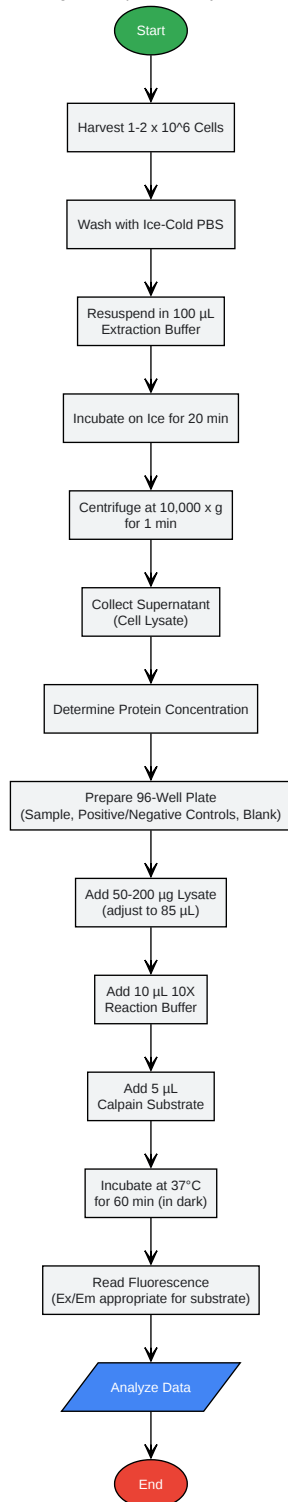 Start
Harvest 1-2 x 10^6 Cells
Wash with Ice-Cold PBS
Resuspend in 100 µL
Extraction Buffer
Incubate on Ice for 20 min
Centrifuge at 10,000 x g
for 1 min
Collect Supernatant
(Cell Lysate)
Determine Protein Concentration
Prepare 96-Well Plate
(Sample, Positive/Negative Controls, Blank)
Add 50-200 µg Lysate
(adjust to 85 µL)
Add 10 µL 10X
Reaction Buffer
Add 5 µL
Calpain Substrate
Incubate at 37°C
for 60 min (in dark)
Read Fluorescence
(Ex/Em appropriate for substrate)
Analyze Data
End